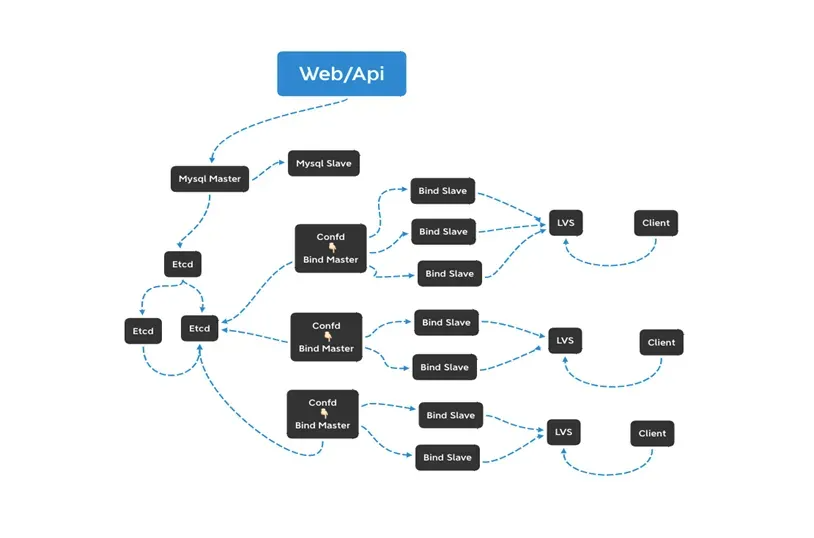 Web/Api
Mysql Master
Mysql Slave
Etcd
Etcd
Etcd
Confd
👇🏻
Bind Master
Bind Slave
Bind Slave
Bind Slave
LVS
Client
Confd
👇🏻
Bind Master
Bind Slave
Bind Slave
LVS
Client
Confd
👇🏻
Bind Master
Bind Slave
Bind Slave
LVS
Client